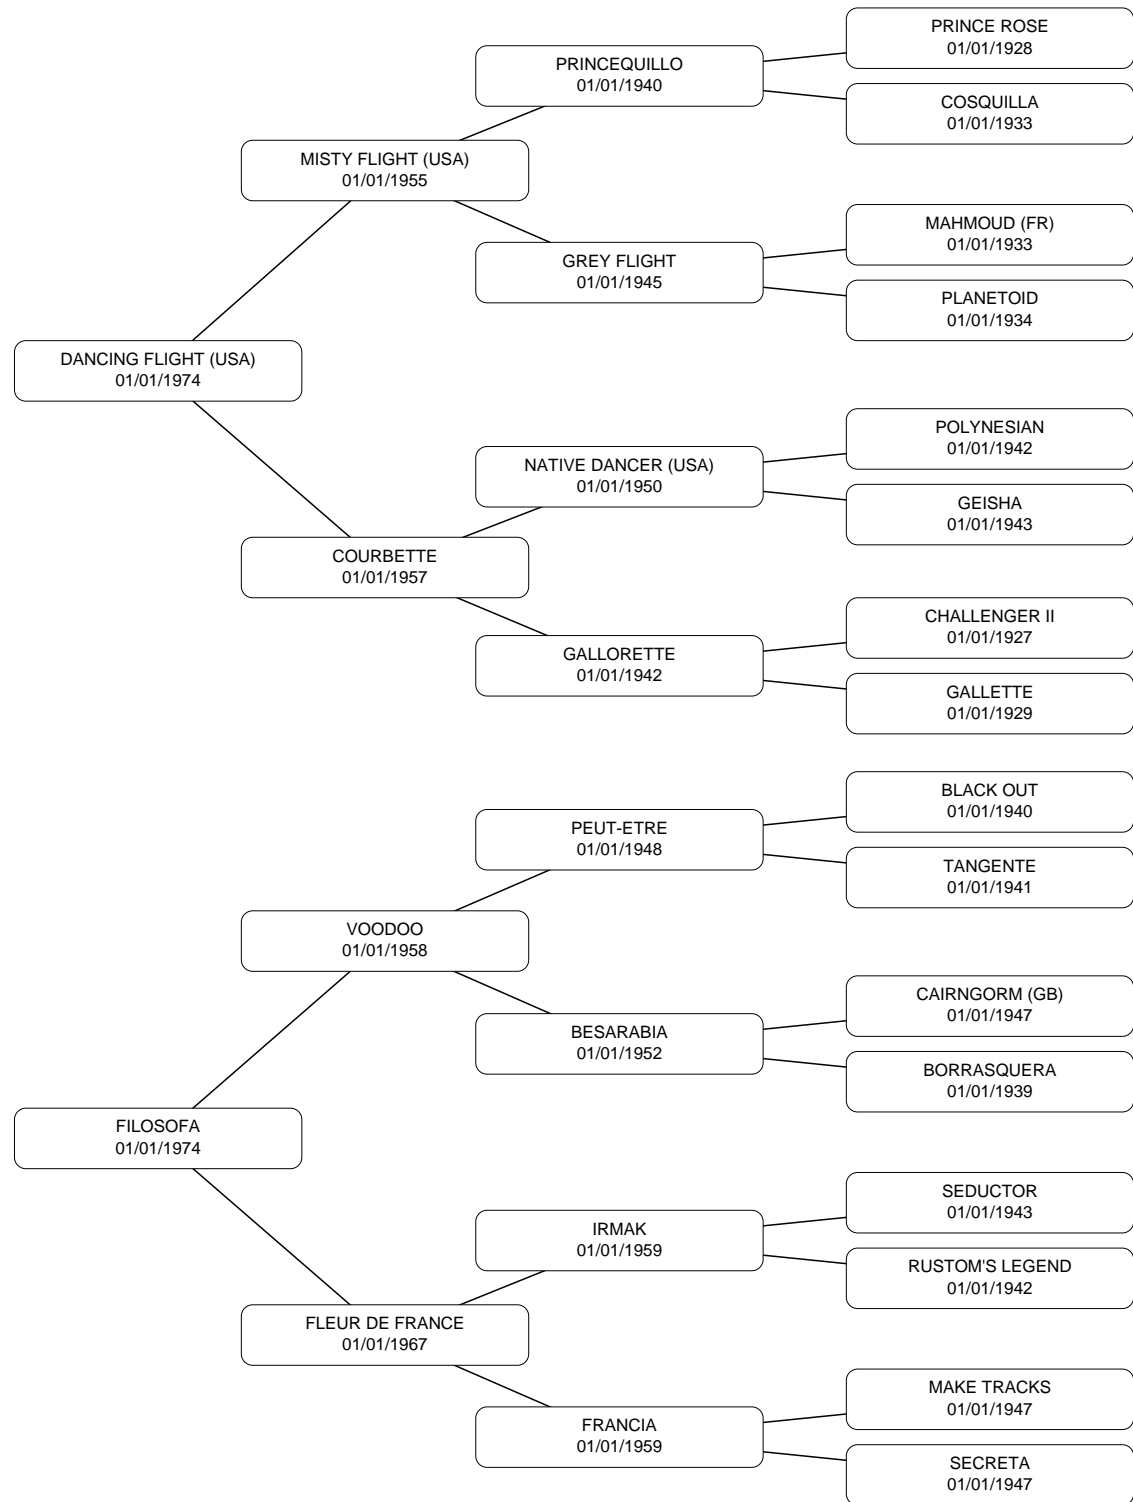 PRINCE ROSE
01/01/1928
PRINCEQUILLO
01/01/1940
COSQUILLA
01/01/1933
MISTY FLIGHT (USA)
01/01/1955
MAHMOUD (FR)
01/01/1933
GREY FLIGHT
01/01/1945
PLANETOID
01/01/1934
DANCING FLIGHT (USA)
01/01/1974
POLYNESIAN
01/01/1942
NATIVE DANCER (USA)
01/01/1950
GEISHA
01/01/1943
COURBETTE
01/01/1957
CHALLENGER II
01/01/1927
GALLORETTE
01/01/1942
GALLETTE
01/01/1929
BLACK OUT
01/01/1940
PEUT-ETRE
01/01/1948
TANGENTE
01/01/1941
VOODOO
01/01/1958
CAIRNGORM (GB)
01/01/1947
BESARABIA
01/01/1952
BORRASQUERA
01/01/1939
FILOSOFA
01/01/1974
SEDUCTOR
01/01/1943
IRMAK
01/01/1959
RUSTOM'S LEGEND
01/01/1942
FLEUR DE FRANCE
01/01/1967
MAKE TRACKS
01/01/1947
FRANCIA
01/01/1959
SECRETA
01/01/1947